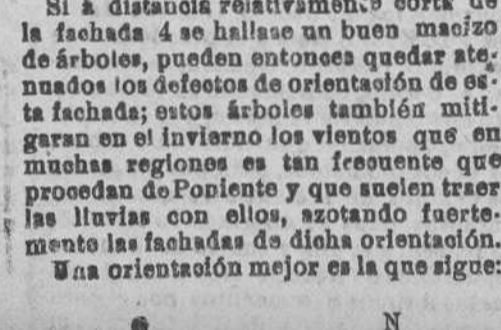 Si a distancia relativamente corta de
la fachada 4 se hallase un buen macizo
de árboles, pueden entonces quedar ate-
nuados los defectos de orientación de es-
ta fachada; estos árboles también miti-
garan en el invierno los vientos que en
muchas regiones es tan frecuente que
procedan de Poniente y que suelen traer
las lluvias con ellos, azotando fuerte-
mente las fachadas de dicha orientación.
Una orientación mejor es la que sigue:
N